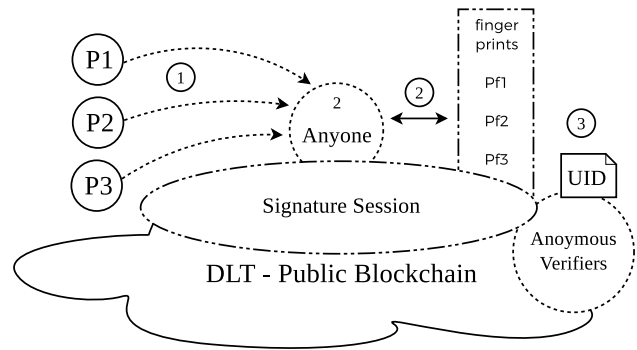 P1
P2
P3
1
2
Anyone
2
finger
prints
Pf1
Pf2
Pf3
3
UID
Signature Session
Anoymous
Verifiers
DLT - Public Blockchain